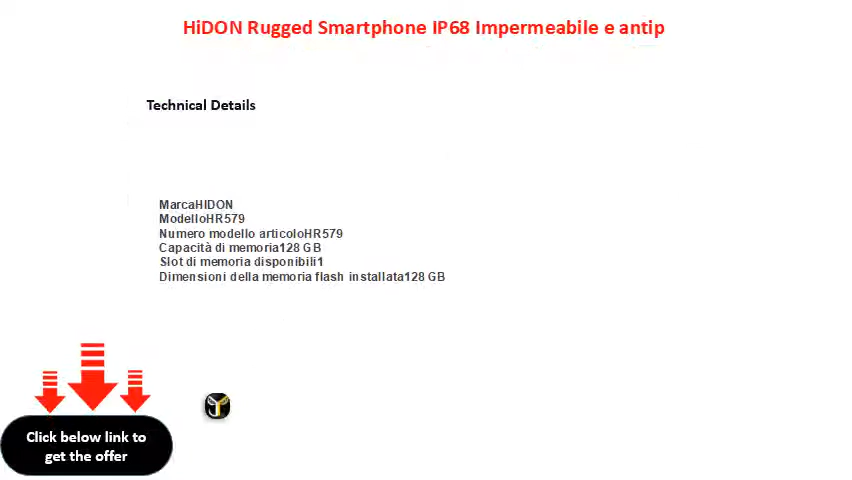 HiDON Rugged Smartphone IP68 Impermeabile e antip
Technical Details
MarcaHIDON
ModelloHR579
Numero modello articoloHR579
Capacità di memoria128 GB
Slot di memoria disponibili1
Dimensioni della memoria flash installata128 GB
Click below link to
get the offer